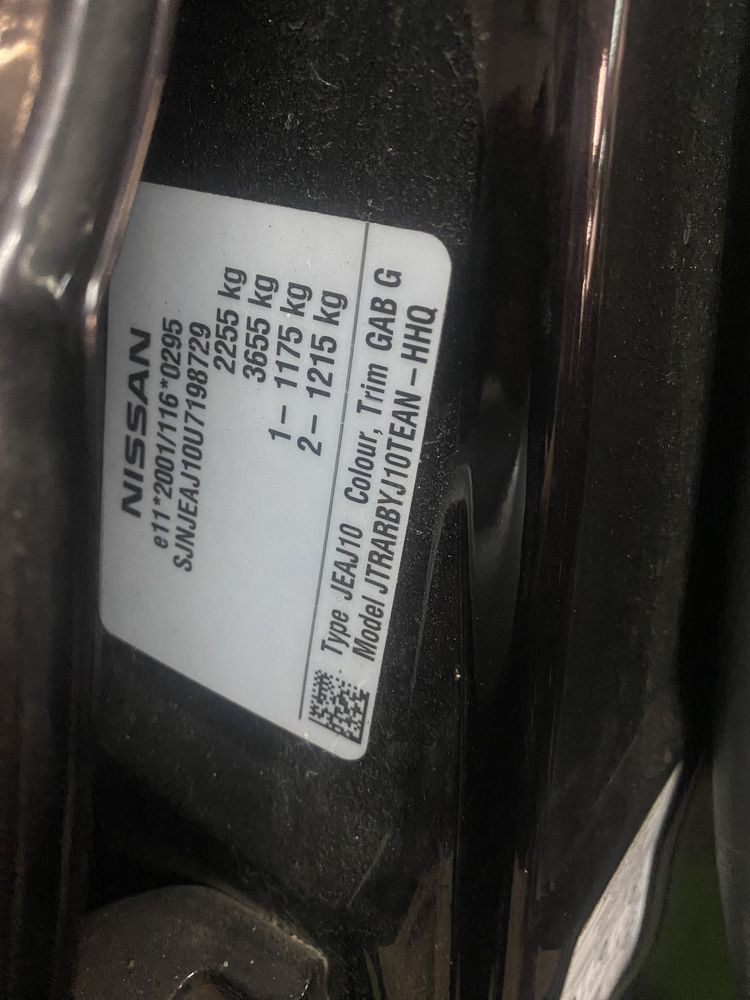 NISSAN
e11*2001/116*0295
SJNJEAJ10U7198729
2255 kg
3655 kg
1– 1175 kg
2– 1215 kg
Type JEAJ10 Colour, Trim GAB G
Model JTRARBYJ10TEAN – HHQ